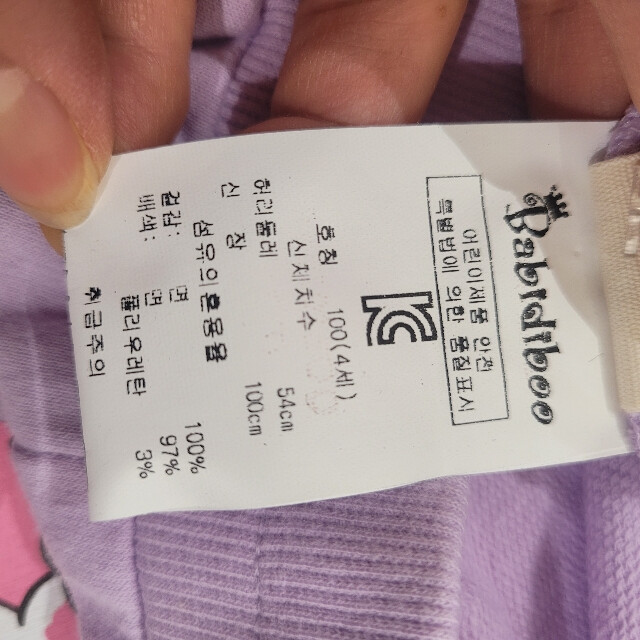 Babidiboo
어린이제품 안전
특별법에 의한 품질표시
호칭 100(4세)
신체치수
허리둘레 54cm
신 장 100cm
섬유의혼용율
겉감: 면 100%
배색: 면 97%
폴리우레탄 3%
취급주의